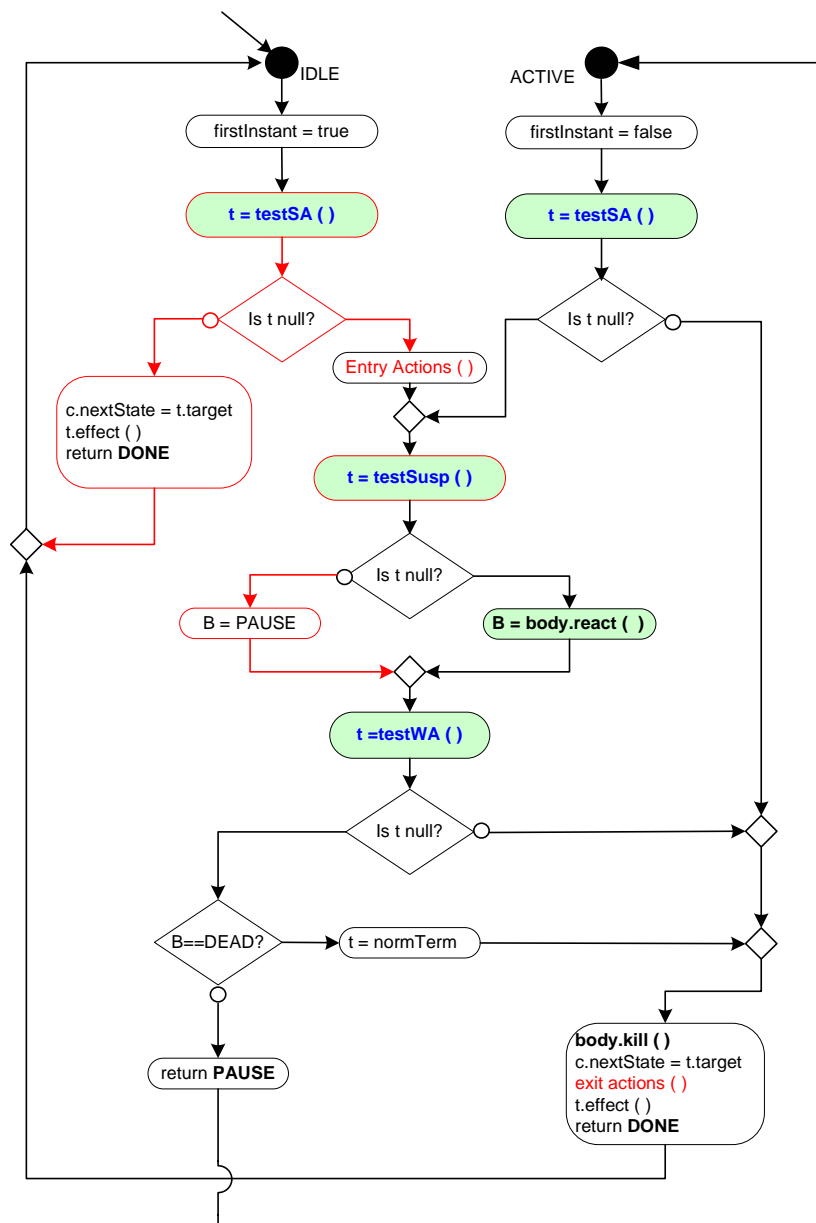 IDLE
ACTIVE
firstInstant = true
firstInstant = false
t = testSA ( )
t = testSA ( )
Is t null?
Is t null?
Entry Actions ( )
c.nextState = t.target
t.effect ( )
return DONE
t = testSusp ( )
Is t null?
B = PAUSE
B = body.react ( )
t =testWA ( )
Is t null?
B==DEAD?
t = normTerm
return PAUSE
body.kill ( )
c.nextState = t.target
exit actions ( )
t.effect ( )
return DONE